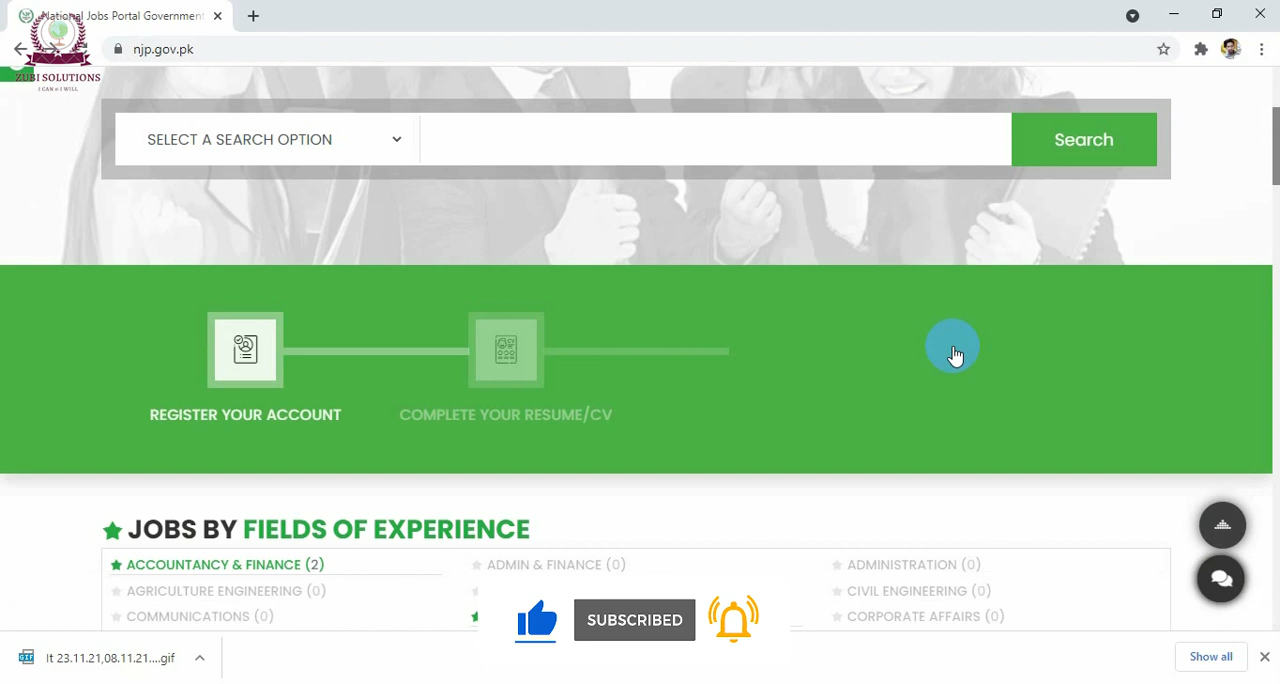 National Jobs Portal Government
njp.gov.pk
ZUBI SOLUTIONS
I CAN & I WILL
SELECT A SEARCH OPTION
Search
REGISTER YOUR ACCOUNT
COMPLETE YOUR RESUME/CV
JOBS BY FIELDS OF EXPERIENCE
ACCOUNTANCY & FINANCE (2)
ADMIN & FINANCE (0)
ADMINISTRATION (0)
AGRICULTURE ENGINEERING (0)
CIVIL ENGINEERING (0)
COMMUNICATIONS (0)
CORPORATE AFFAIRS (0)
SUBSCRIBED
GIF
It 23.11.21,08.11.21....gif
Show all